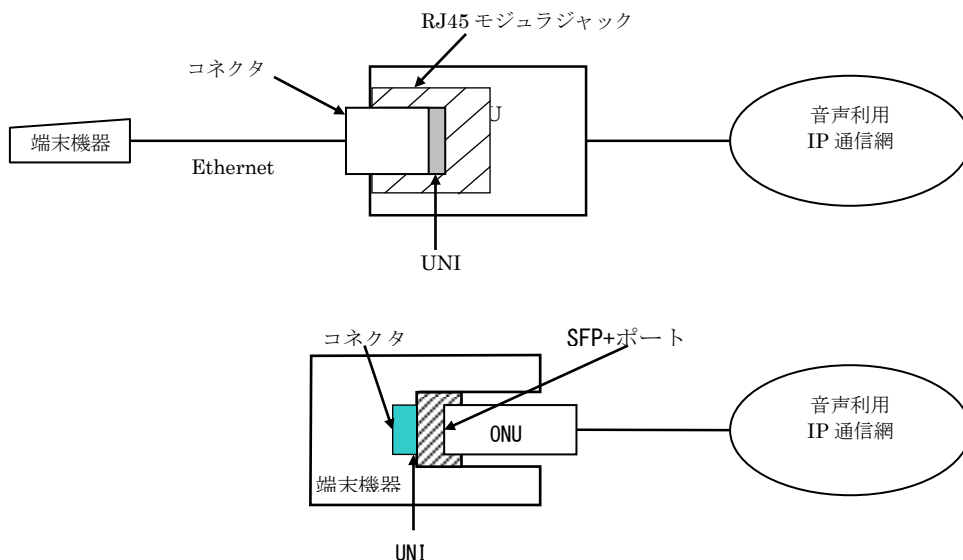 RJ45 モジュラジャック
コネクタ
端末機器
Ethernet
U
音声利用
IP 通信網
UNI
コネクタ
SFP+ポート
ONU
音声利用
IP 通信網
端末機器
UNI